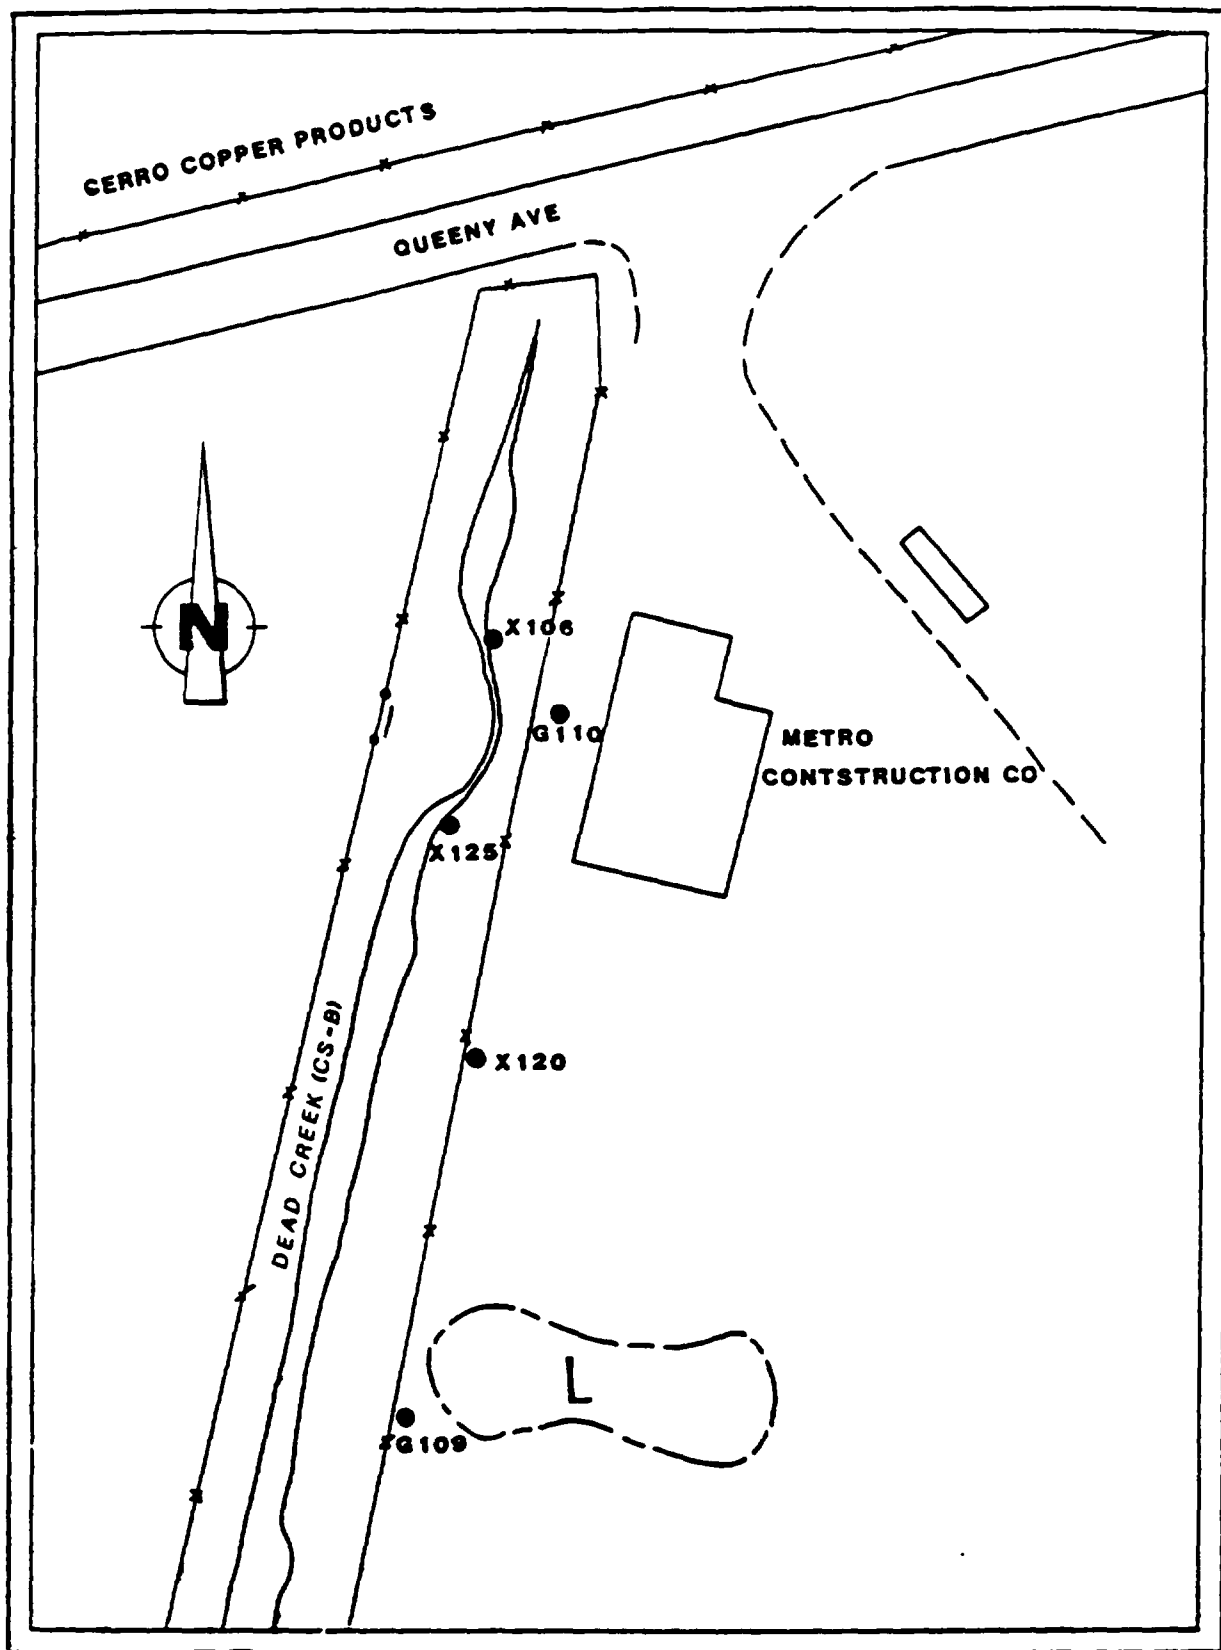 CERRO COPPER PRODUCTS
QUEENY AVE
N
X106
G110
METRO
CONTSTRUCTION CO
X125
DEAD CREEK (CS-B)
X120
L
G109